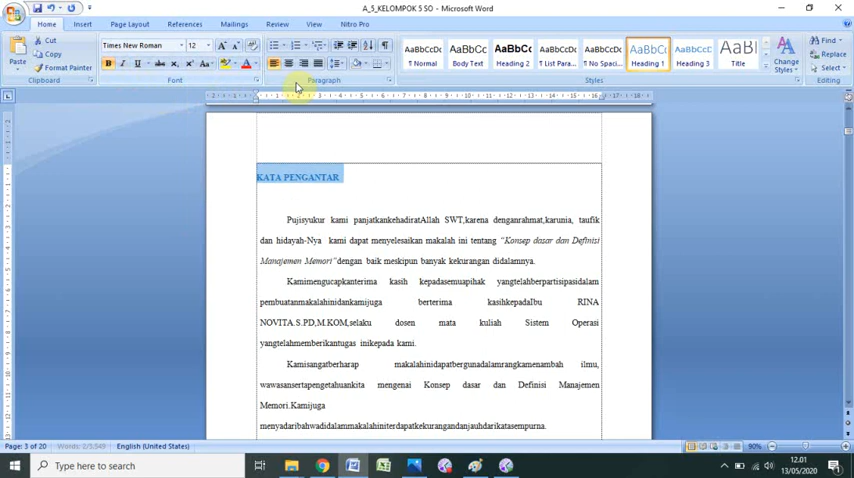 A_5_KELOMPOK 5 SO - Microsoft Word
Home Insert Page Layout References Mailings Review View Nitro Pro
Paste
Cut
Copy
Format Painter
Clipboard
Times New Roman 12
Font
Paragraph
AaBbCcDc AaBbCc AaBbCc AaBbCcDc AaBbCcDc AaBbC AaBbCc AaBl
¶ Normal Body Text Heading 2 ¶ List Para... ¶ No Spac... Heading 1 Heading 3 Title
Change Styles
Styles
Find
Replace
Select
Editing
KATA PENGANTAR
Pujisyukur kami panjatkankehadiratAllah SWT,karena denganrahmat,karunia, taufik
dan hidayah-Nya kami dapat menyelesaikan makalah ini tentang “Konsep dasar dan Definisi
Manajemen Memori”dengan baik meskipun banyak kekurangan didalamnya.
Kamimengucapkanterima kasih kepadasemuapihak yangtelahberpartisipasidalam
pembuatanmakalahinidankamijuga berterima kasihkepadaIbu RINA
NOVITA.S.PD,M.KOM,selaku dosen mata kuliah Sistem Operasi
yangtelahmemberikantugas inikepada kami.
Kamisangatberharap makalahinidapatbergunadalamrangkamenambah ilmu,
wawasansertapengetahuankita mengenai Konsep dasar dan Definisi Manajemen
Memori.Kamijuga
menyadaribahwadidalammakalahiniterdapatkekurangandanjauhdarikatasempurna.
Page: 3 of 20 Words: 2/5,549 English (United States) 90%
Type here to search
12.01
13/05/2020